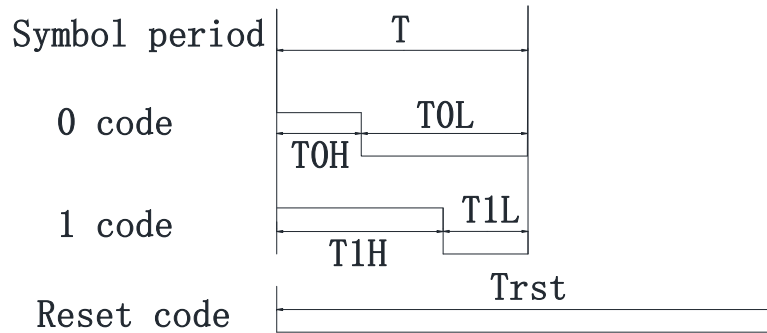 Symbol period
T
0 code
T0H
T0L
1 code
T1H
T1L
Reset code
Trst